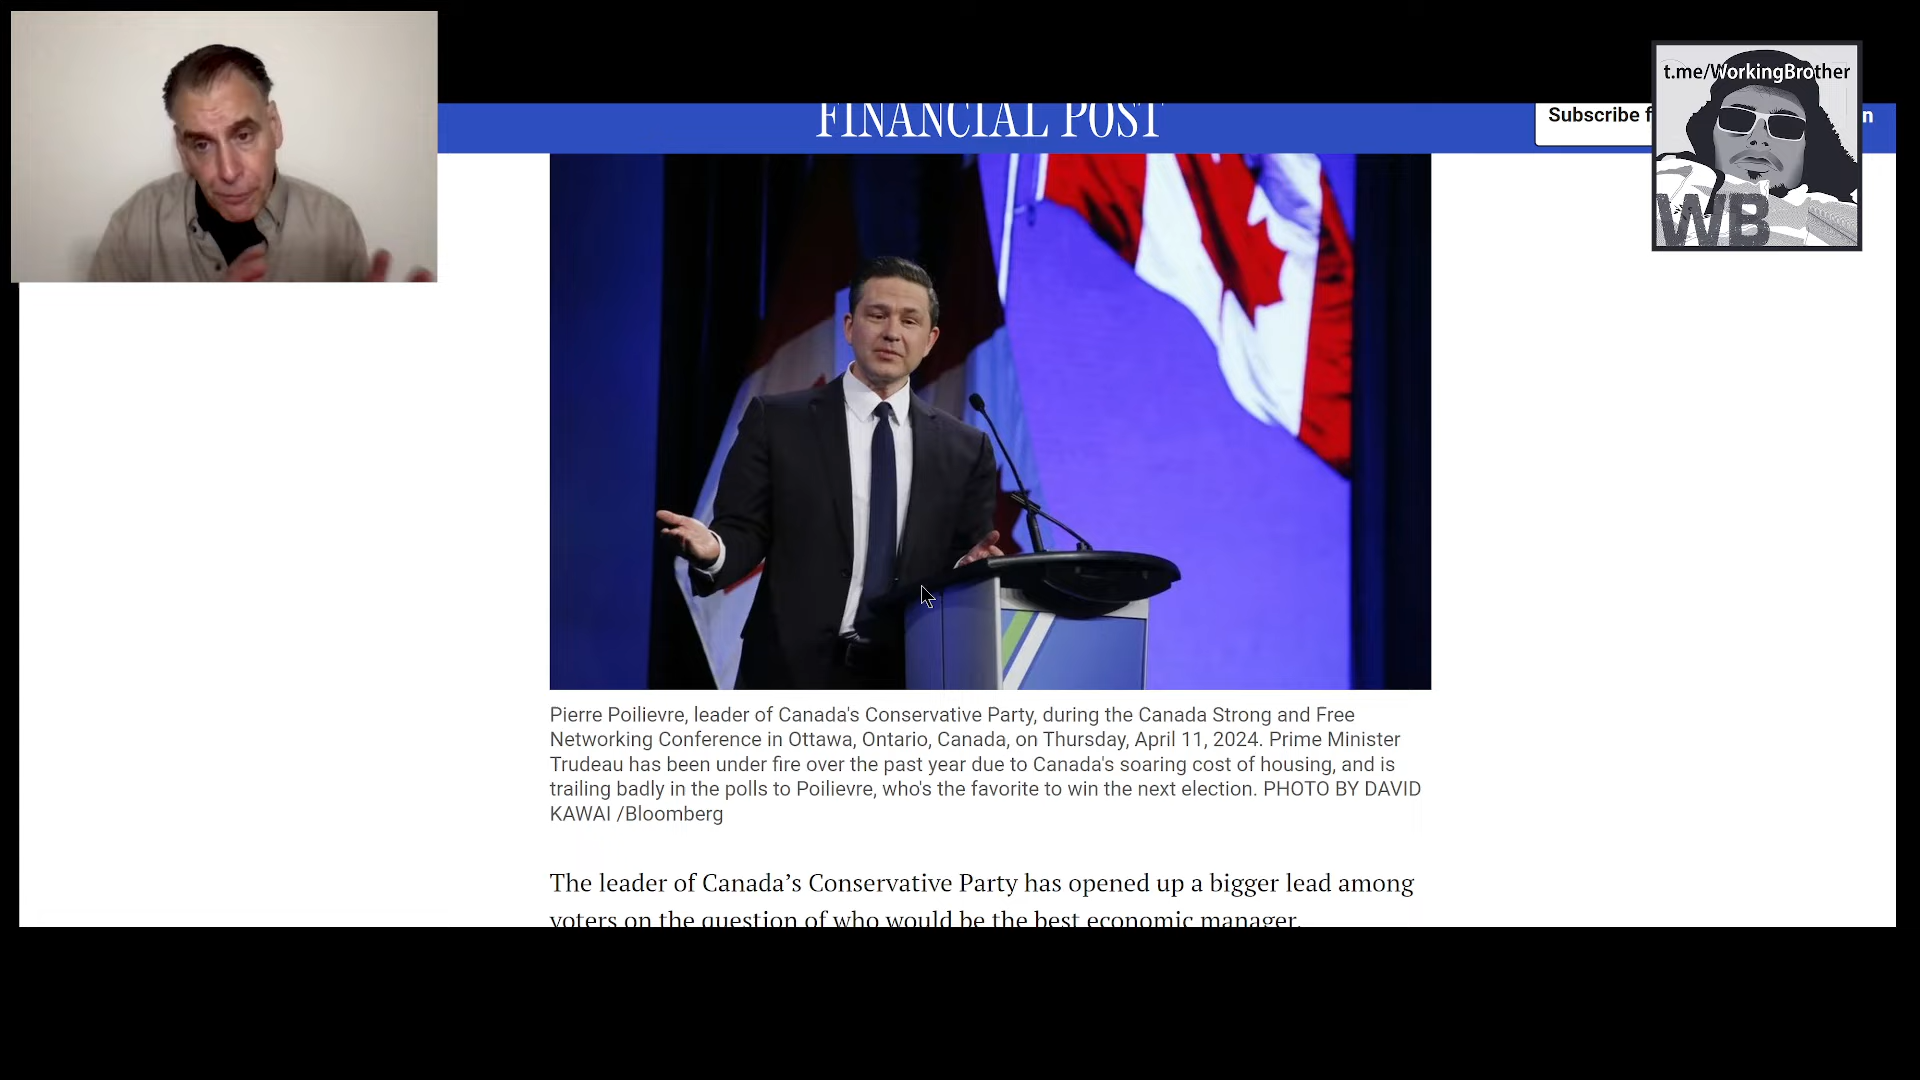 t.me/WorkingBrother
FINANCIAL POST
Subscribe
WB
Pierre Poilievre, leader of Canada's Conservative Party, during the Canada Strong and Free
Networking Conference in Ottawa, Ontario, Canada, on Thursday, April 11, 2024. Prime Minister
Trudeau has been under fire over the past year due to Canada's soaring cost of housing, and is
trailing badly in the polls to Poilievre, who's the favorite to win the next election. PHOTO BY DAVID
KAWAI /Bloomberg
The leader of Canada’s Conservative Party has opened up a bigger lead among
voters on the question of who would be the best economic manager.